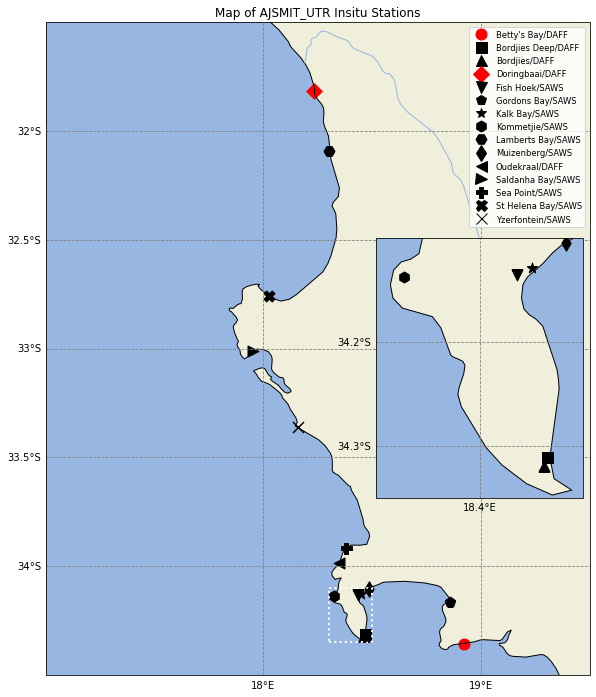 Map of AJSMIT_UTR Insitu Stations
Betty's Bay/DAFF
Bordjies Deep/DAFF
Bordjies/DAFF
Doringbaai/DAFF
Fish Hoek/SAWS
Gordons Bay/SAWS
Kalk Bay/SAWS
Kommetjie/SAWS
Lamberts Bay/SAWS
Muizenberg/SAWS
Oudekraal/DAFF
Saldanha Bay/SAWS
Sea Point/SAWS
St Helena Bay/SAWS
Yzerfontein/SAWS
32°S
32.5°S
33°S
33.5°S
34°S
34.2°S
34.3°S
18.4°E
18°E
19°E